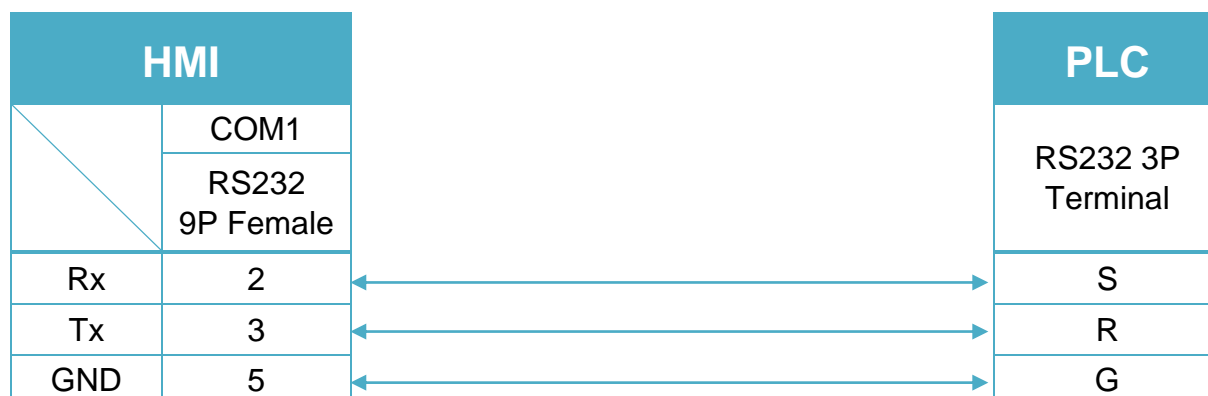 HMI
PLC
COM1
RS232
9P Female
RS232 3P
Terminal
Rx 2 S
Tx 3 R
GND 5 G